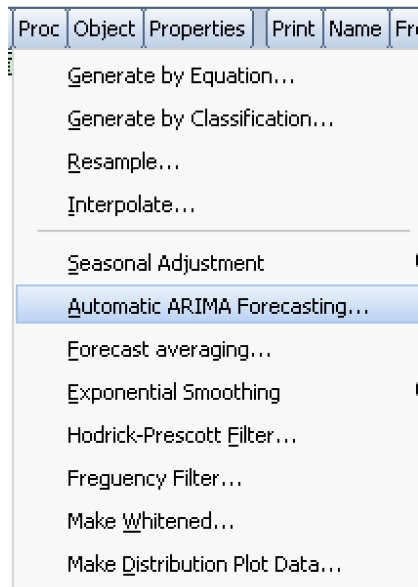 Proc Object Properties Print Name Fr
Generate by Equation...
Generate by Classification...
Resample...
Interpolate...
Seasonal Adjustment
Automatic ARIMA Forecasting...
Forecast averaging...
Exponential Smoothing
Hodrick-Prescott Filter...
Frequency Filter...
Make Whitened...
Make Distribution Plot Data...